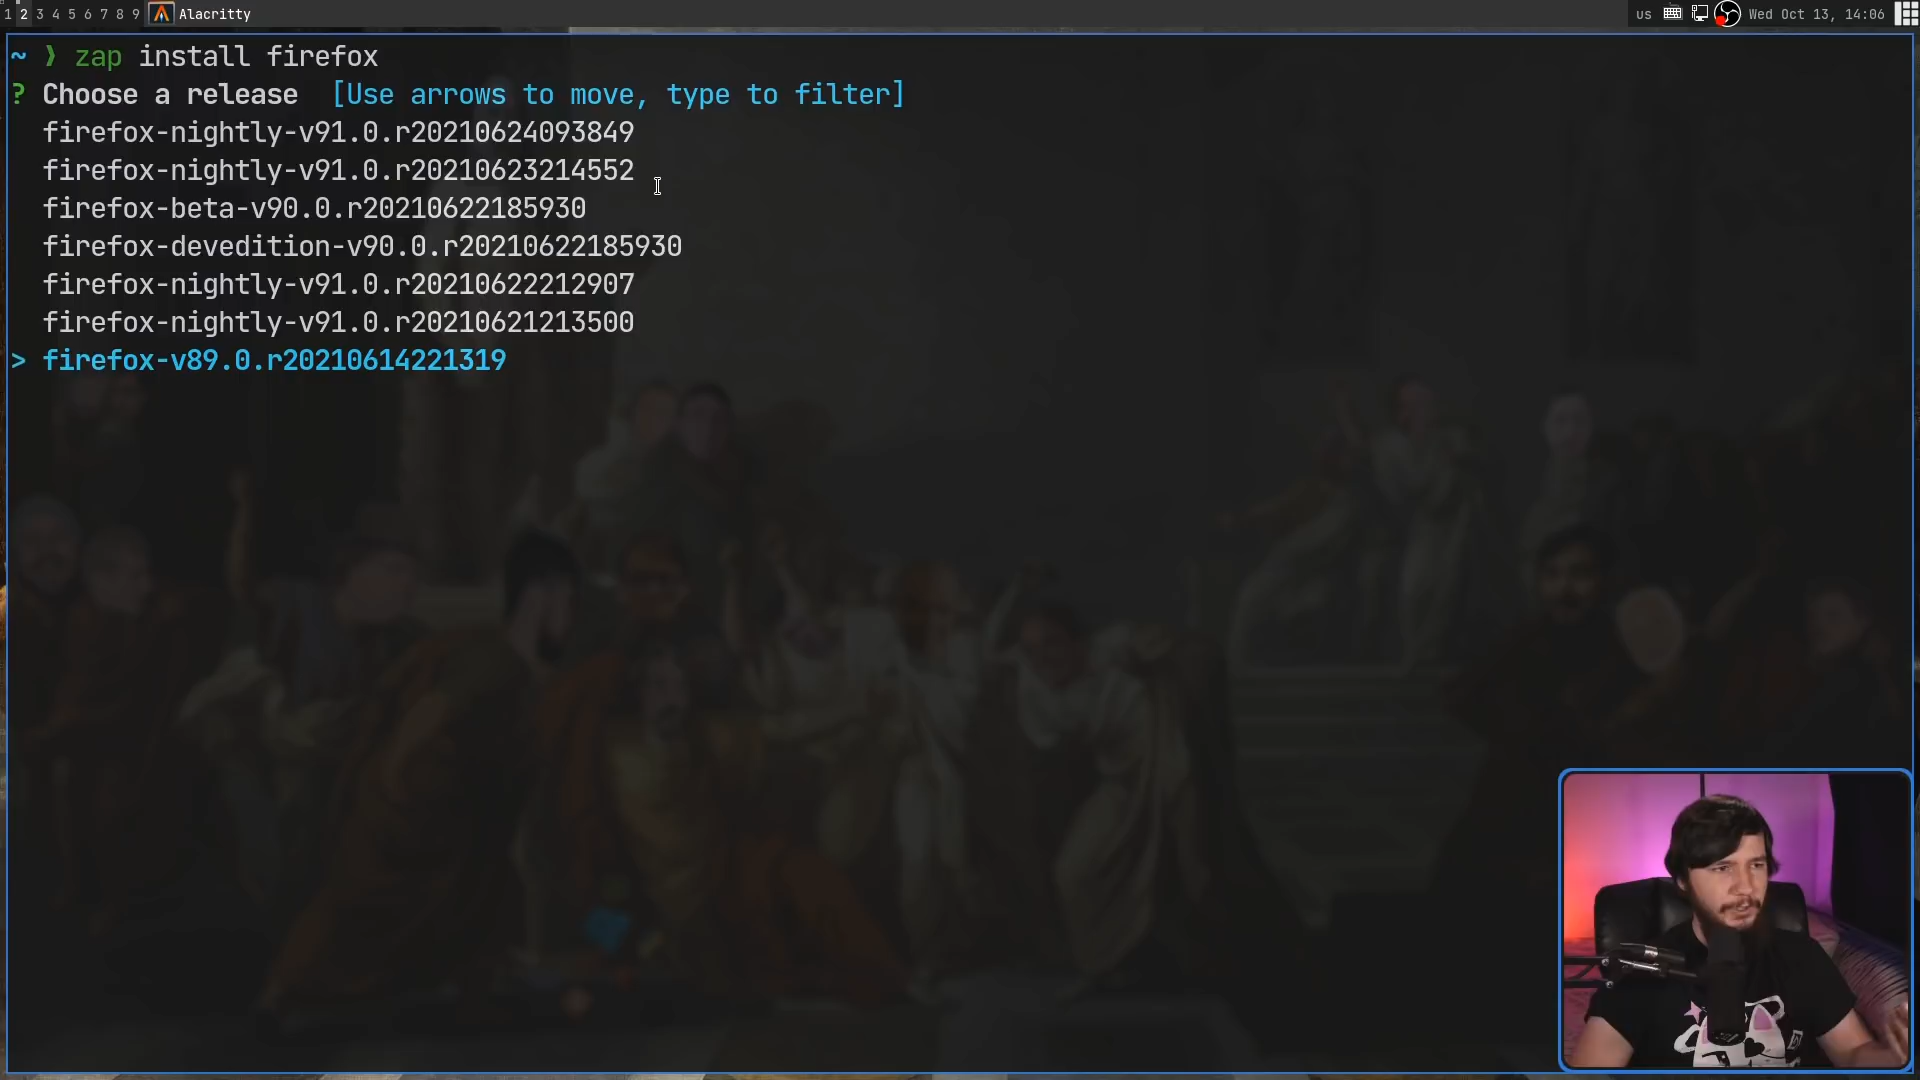 1 2 3 4 5 6 7 8 9 Alacritty us Wed Oct 13, 14:06
~ ❯ zap install firefox
? Choose a release [Use arrows to move, type to filter]
firefox-nightly-v91.0.r20210624093849
firefox-nightly-v91.0.r20210623214552
firefox-beta-v90.0.r20210622185930
firefox-devedition-v90.0.r20210622185930
firefox-nightly-v91.0.r20210622212907
firefox-nightly-v91.0.r20210621213500
> firefox-v89.0.r20210614221319